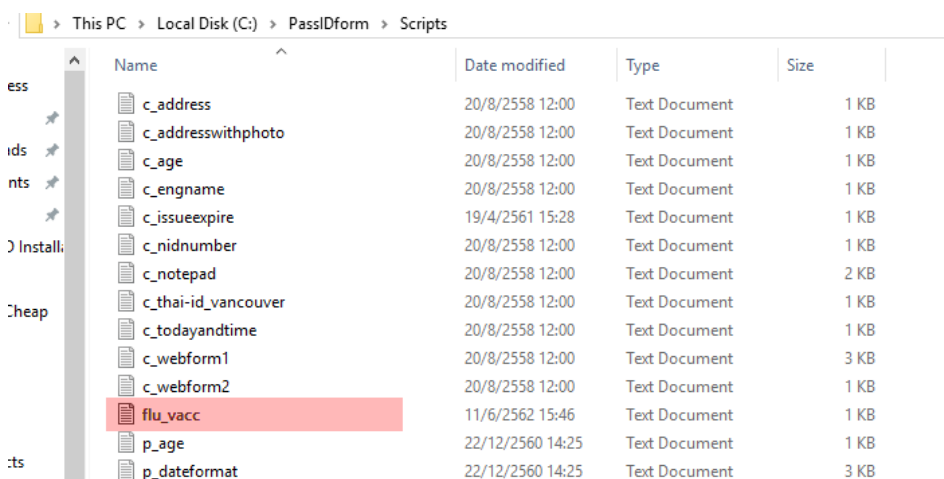 This PC > Local Disk (C:) > PassIDform > Scripts
Name Date modified Type Size
ess
c_address 20/8/2558 12:00 Text Document 1 KB
c_addresswithphoto 20/8/2558 12:00 Text Document 1 KB
ads c_age 20/8/2558 12:00 Text Document 1 KB
nts c_engname 20/8/2558 12:00 Text Document 1 KB
c_issueexpire 19/4/2561 15:28 Text Document 1 KB
D Installa c_nidnumber 20/8/2558 12:00 Text Document 1 KB
c_notepad 20/8/2558 12:00 Text Document 2 KB
Cheap c_thai-id_vancouver 20/8/2558 12:00 Text Document 1 KB
c_todayandtime 20/8/2558 12:00 Text Document 1 KB
c_webform1 20/8/2558 12:00 Text Document 3 KB
c_webform2 20/8/2558 12:00 Text Document 1 KB
flu_vacc 11/6/2562 15:46 Text Document 1 KB
p_age 22/12/2560 14:25 Text Document 1 KB
cts p_dateformat 22/12/2560 14:25 Text Document 3 KB